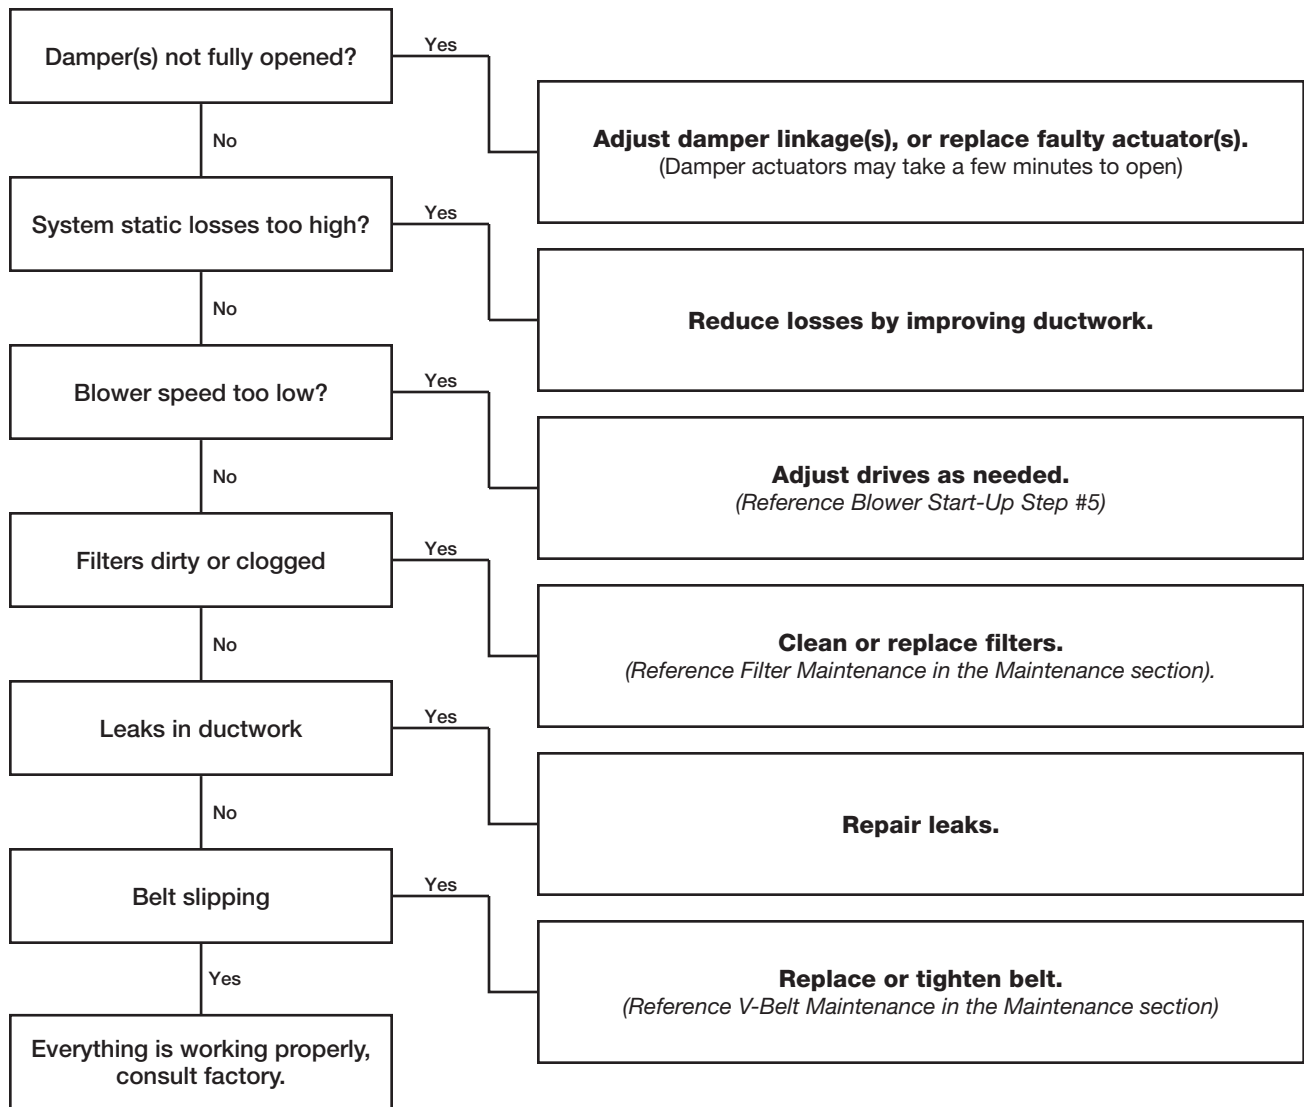 Damper(s) not fully opened?
Yes
Adjust damper linkage(s), or replace faulty actuator(s).
(Damper actuators may take a few minutes to open)
No
System static losses too high?
Yes
Reduce losses by improving ductwork.
No
Blower speed too low?
Yes
Adjust drives as needed.
(Reference Blower Start-Up Step #5)
No
Filters dirty or clogged
Yes
Clean or replace filters.
(Reference Filter Maintenance in the Maintenance section).
No
Leaks in ductwork
Yes
Repair leaks.
No
Belt slipping
Yes
Replace or tighten belt.
(Reference V-Belt Maintenance in the Maintenance section)
Yes
Everything is working properly,
consult factory.